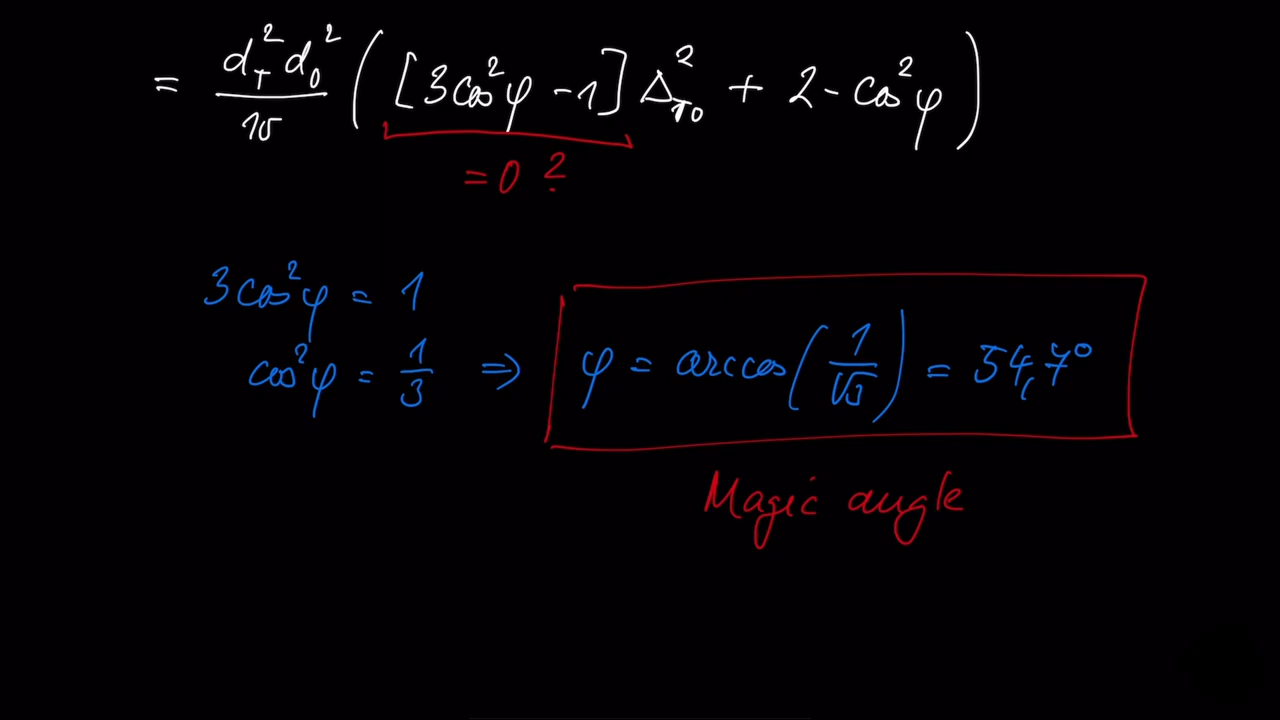 = d_T² d_0² / 15 ( [3cos²φ - 1] Δ_T0² + 2 - cos²φ )
= 0 ?
3cos²φ = 1
cos²φ = 1/3 ⇒ φ = arccos(1/√3) = 54,7°
Magic angle